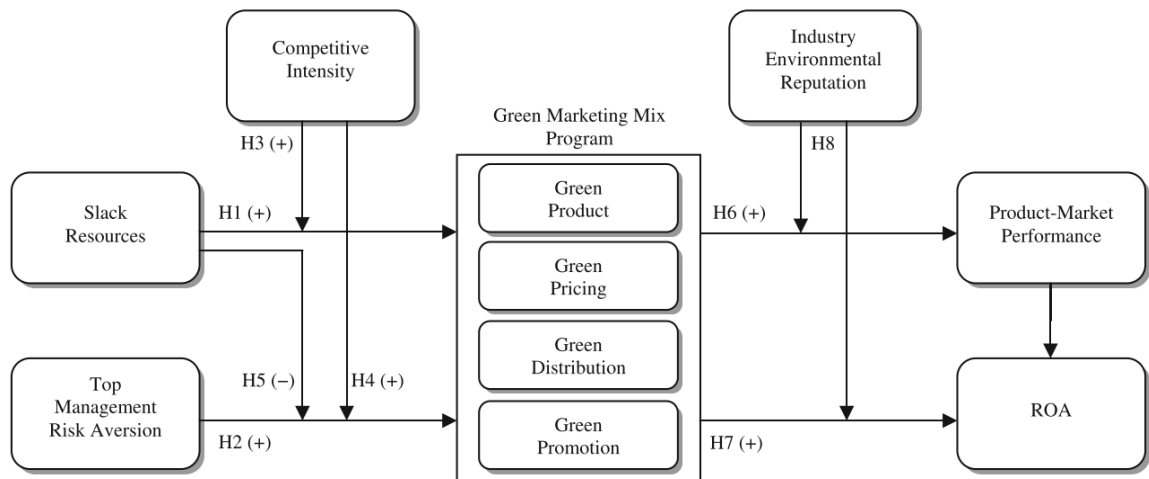 Competitive
Intensity
Industry
Environmental
Reputation
Green Marketing Mix
Program
H3 (+)
H8
Slack
Resources
H1 (+)
Green
Product
H6 (+)
Product-Market
Performance
Green
Pricing
Green
Distribution
H5 (−)
H4 (+)
Top
Management
Risk Aversion
H2 (+)
Green
Promotion
H7 (+)
ROA